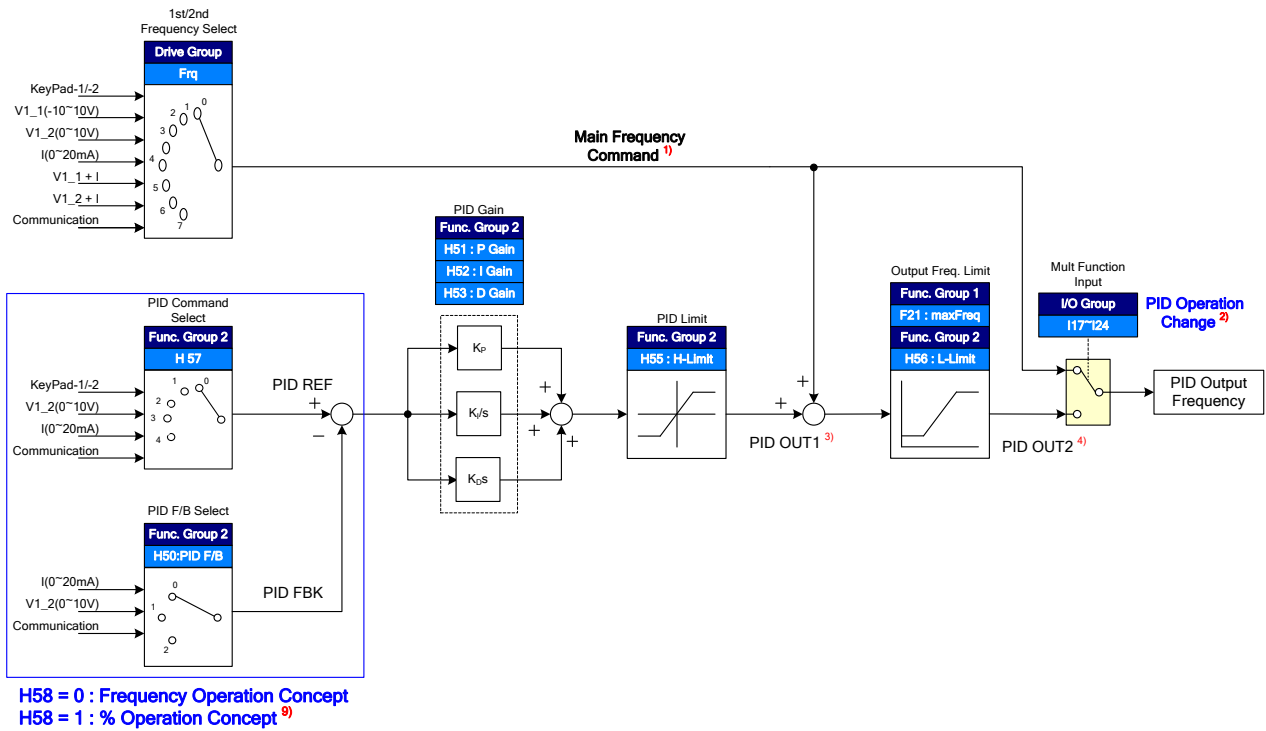 1st/2nd
Frequency Select
Drive Group
Frq
KeyPad-1/-2
V1_1(-10~10V)
V1_2(0~10V)
I(0~20mA)
V1_1 + I
V1_2 + I
Communication
0
1
2
3
4
5
6
7
Main Frequency
Command 1)
PID Gain
Func. Group 2
H51 : P Gain
H52 : I Gain
H53 : D Gain
PID Command
Select
Func. Group 2
H 57
KeyPad-1/-2
V1_2(0~10V)
I(0~20mA)
Communication
0
1
2
3
4
PID REF
+
−
KP
KI/s
KDs
+
+
+
PID Limit
Func. Group 2
H55 : H-Limit
PID OUT1 3)
+
+
Output Freq. Limit
Func. Group 1
F21 : maxFreq
Func. Group 2
H56 : L-Limit
PID OUT2 4)
Mult Function
Input
I/O Group
I17~I24
PID Operation
Change 2)
PID Output
Frequency
PID F/B Select
Func. Group 2
H50:PID F/B
I(0~20mA)
V1_2(0~10V)
Communication
0
1
2
PID FBK
H58 = 0 : Frequency Operation Concept
H58 = 1 : % Operation Concept 9)